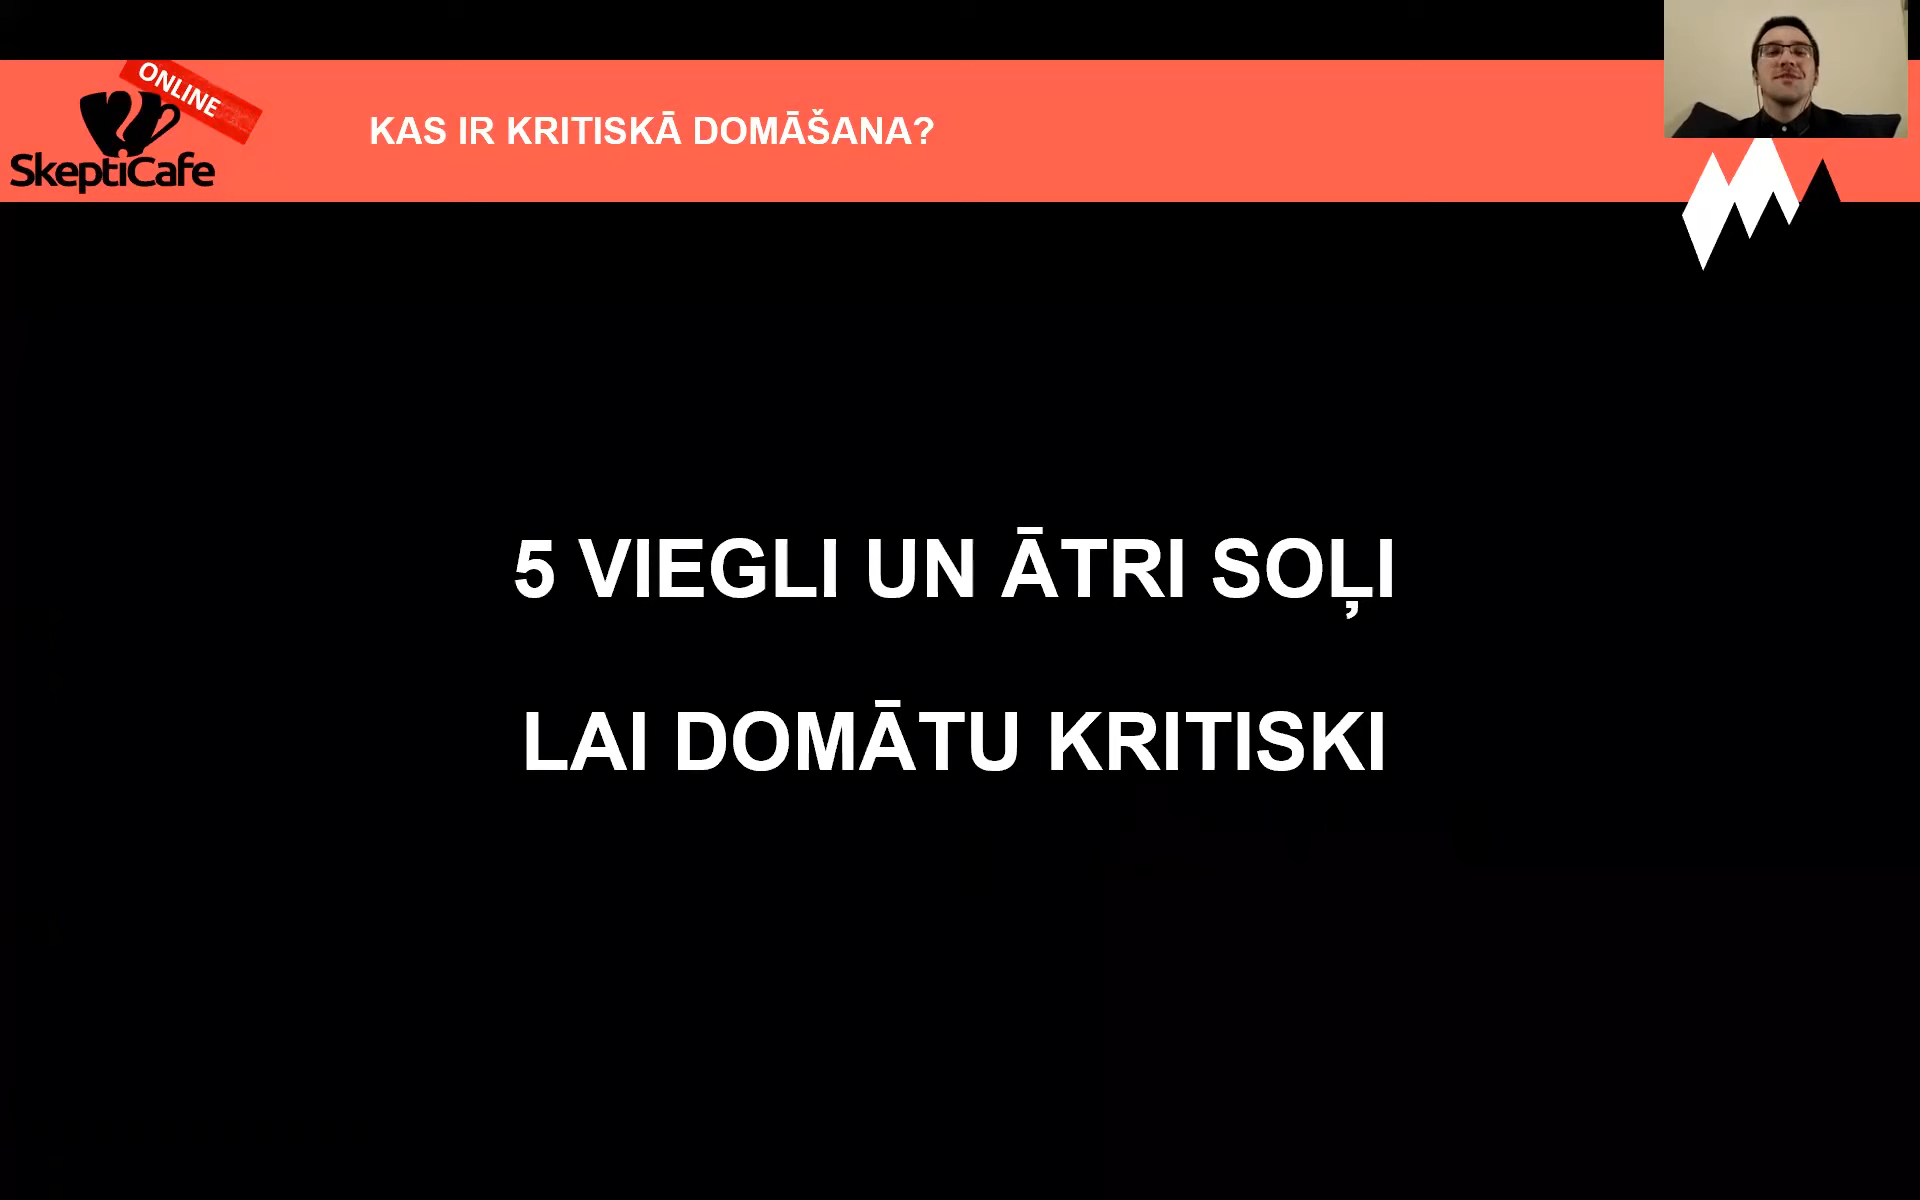 ONLINE
SkeptiCafe
KAS IR KRITISKĀ DOMĀŠANA?
5 VIEGLI UN ĀTRI SOĻI
LAI DOMĀTU KRITISKI